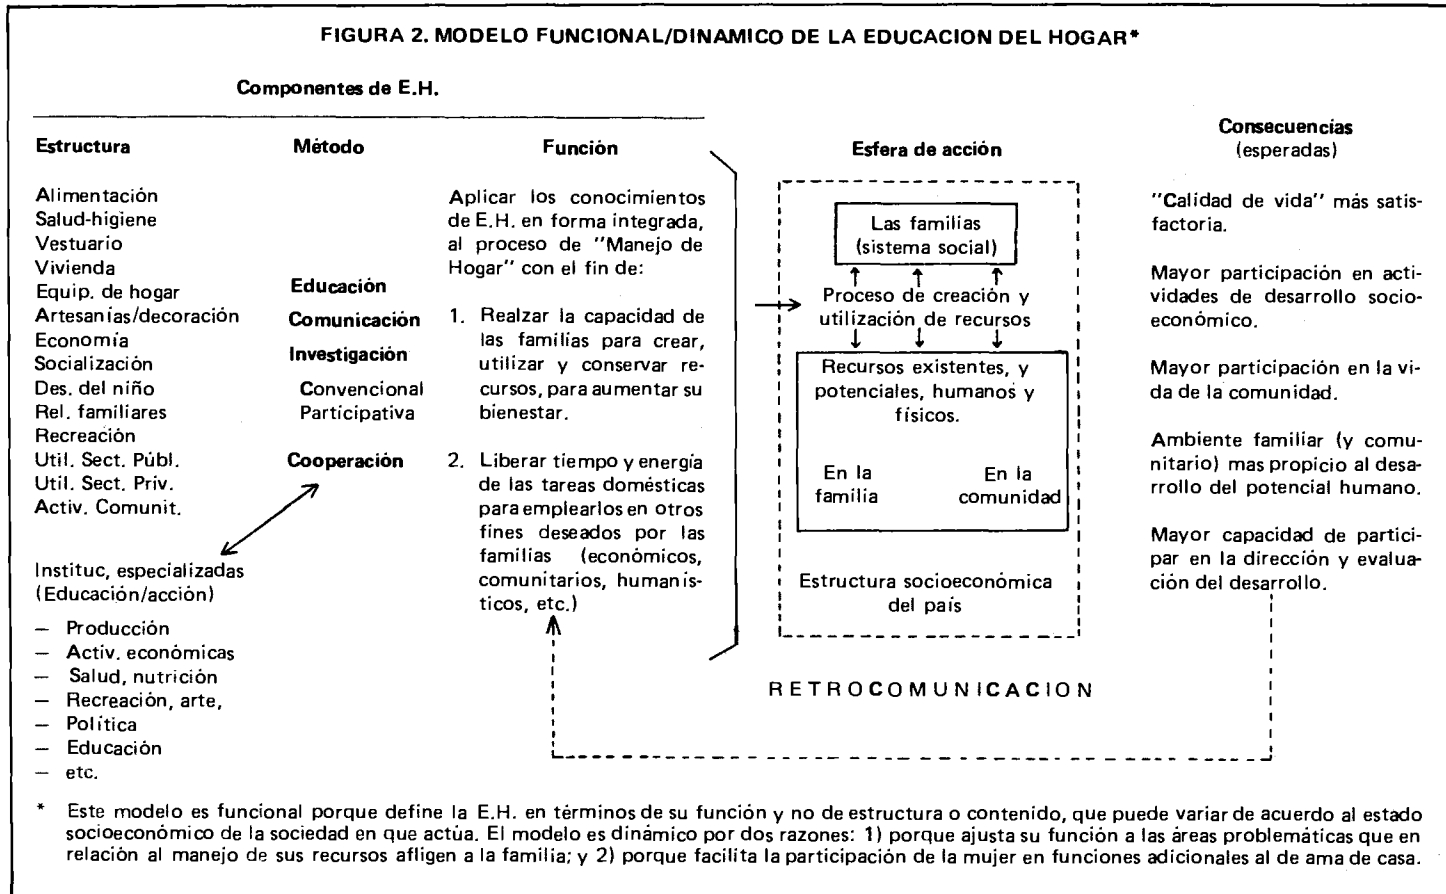 FIGURA 2. MODELO FUNCIONAL/DINAMICO DE LA EDUCACION DEL HOGAR*
Componentes de E.H.
Estructura
Alimentación
Salud-higiene
Vestuario
Vivienda
Equip. de hogar
Artesanías/decoración
Economía
Socialización
Des. del niño
Rel. familiares
Recreación
Util. Sect. Públ.
Util. Sect. Priv.
Activ. Comunit.
Instituc, especializadas
(Educación/acción)
— Producción
— Activ. económicas
— Salud, nutrición
— Recreación, arte,
— Política
— Educación
— etc.
Método
Educación
Comunicación
Investigación
Convencional
Participativa
Cooperación
Función
Aplicar los conocimientos
de E.H. en forma integrada,
al proceso de "Manejo de
Hogar" con el fin de:
1. Realzar la capacidad de
las familias para crear,
utilizar y conservar re-
cursos, para aumentar su
bienestar.
2. Liberar tiempo y energía
de las tareas domésticas
para emplearlos en otros
fines deseados por las
familias (económicos,
comunitarios, humanís-
ticos, etc.)
Esfera de acción
Las familias
(sistema social)
Proceso de creación y
utilización de recursos
Recursos existentes, y
potenciales, humanos y
físicos.
En la
familia
En la
comunidad
Estructura socioeconómica
del país
Consecuencias
(esperadas)
"Calidad de vida" más satis-
factoria.
Mayor participación en acti-
vidades de desarrollo socio-
económico.
Mayor participación en la vi-
da de la comunidad.
Ambiente familiar (y comu-
nitario) mas propicio al desa-
rrollo del potencial humano.
Mayor capacidad de partici-
par en la dirección y evalua-
ción del desarrollo.
RETROCOMUNICACION
* Este modelo es funcional porque define la E.H. en términos de su función y no de estructura o contenido, que puede variar de acuerdo al estado
socioeconómico de la sociedad en que actúa. El modelo es dinámico por dos razones: 1) porque ajusta su función a las áreas problemáticas que en
relación al manejo de sus recursos afligen a la familia; y 2) porque facilita la participación de la mujer en funciones adicionales al de ama de casa.